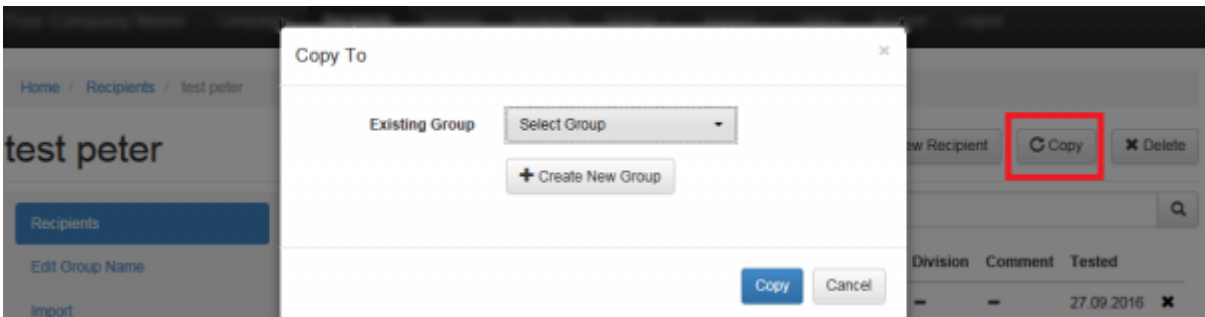 Copy To ×
Home / Recipients / test peter
Existing Group Select Group
test peter
Recipient Copy Delete
Create New Group
Recipients
Edit Group Name
Division Comment Tested
Copy Cancel
Import
27.09.2016